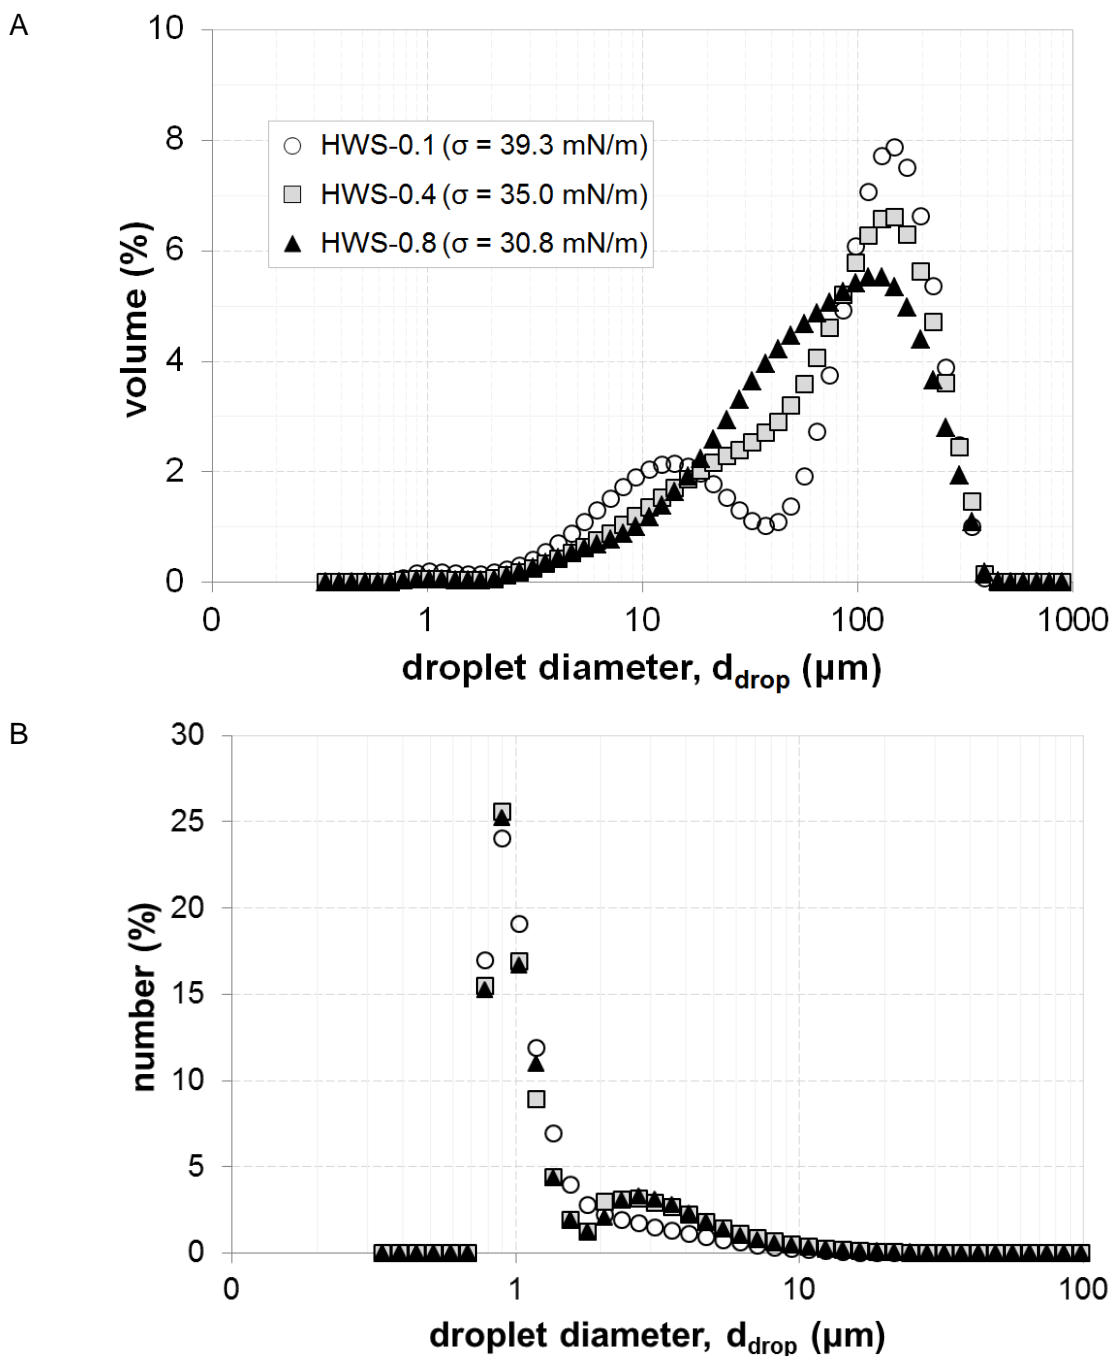 A
10
8
6
4
2
0
volume (%)
HWS-0.1 (σ = 39.3 mN/m)
HWS-0.4 (σ = 35.0 mN/m)
HWS-0.8 (σ = 30.8 mN/m)
0 1 10 100 1000
droplet diameter, d_drop (µm)
B
30
25
20
15
10
5
0
number (%)
0 1 10 100
droplet diameter, d_drop (µm)